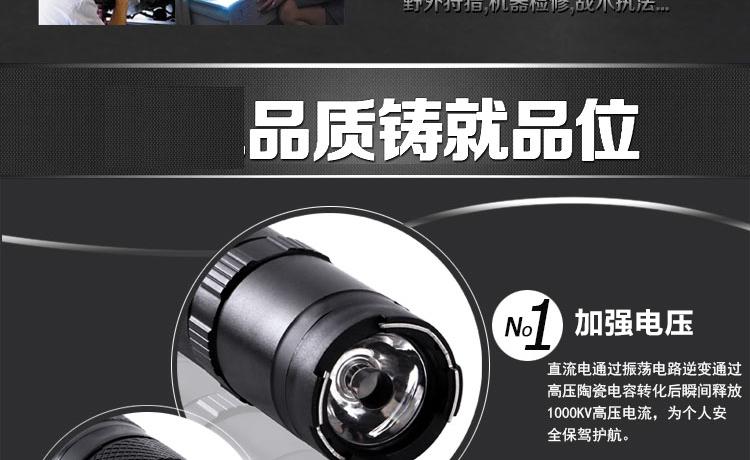 野外狩猎,机器检修,战术执法...
品质铸就品位
No1 加强电压
直流电通过振荡电路逆变通过
高压陶瓷电容转化后瞬间释放
1000KV高压电流，为个人安
全保驾护航。